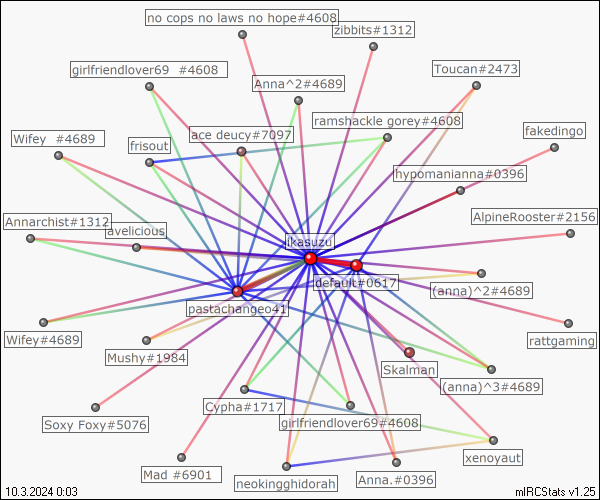 no cops no laws no hope#4608
zibbits#1312
girlfriendlover69 #4608
Toucan#2473
Anna^2#4689
ramshackle gorey#4608
fakedingo
ace deucy#7097
Wifey #4689
frisout
hypomanianna#0396
AlpineRooster#2156
Annarchist#1312
avelicious
ikasuzu
default#0617
(anna)^2#4689
pastachangeo41
Wifey#4689
rattgaming
Mushy#1984
Skalman
(anna)^3#4689
Cypha#1717
girlfriendlover69#4608
Soxy Foxy#5076
xenoyaut
Mad #6901
neokingghidorah
Anna.#0396
10.3.2024 0:03
mIRCStats v1.25